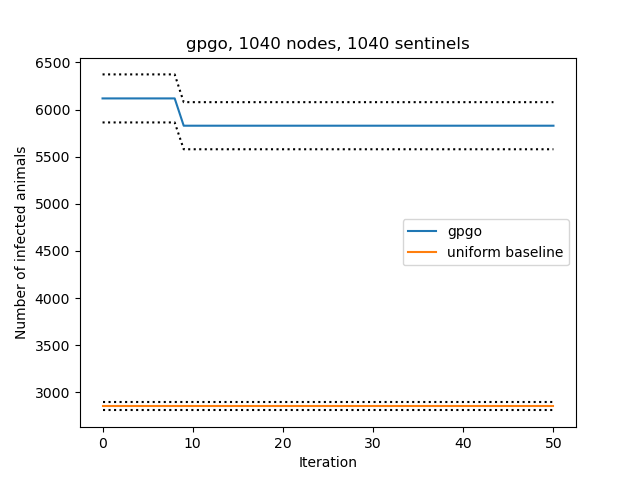 gpgo, 1040 nodes, 1040 sentinels
6500
6000
5500
5000
4500
4000
3500
3000
Number of infected animals
gpgo
uniform baseline
0 10 20 30 40 50
Iteration